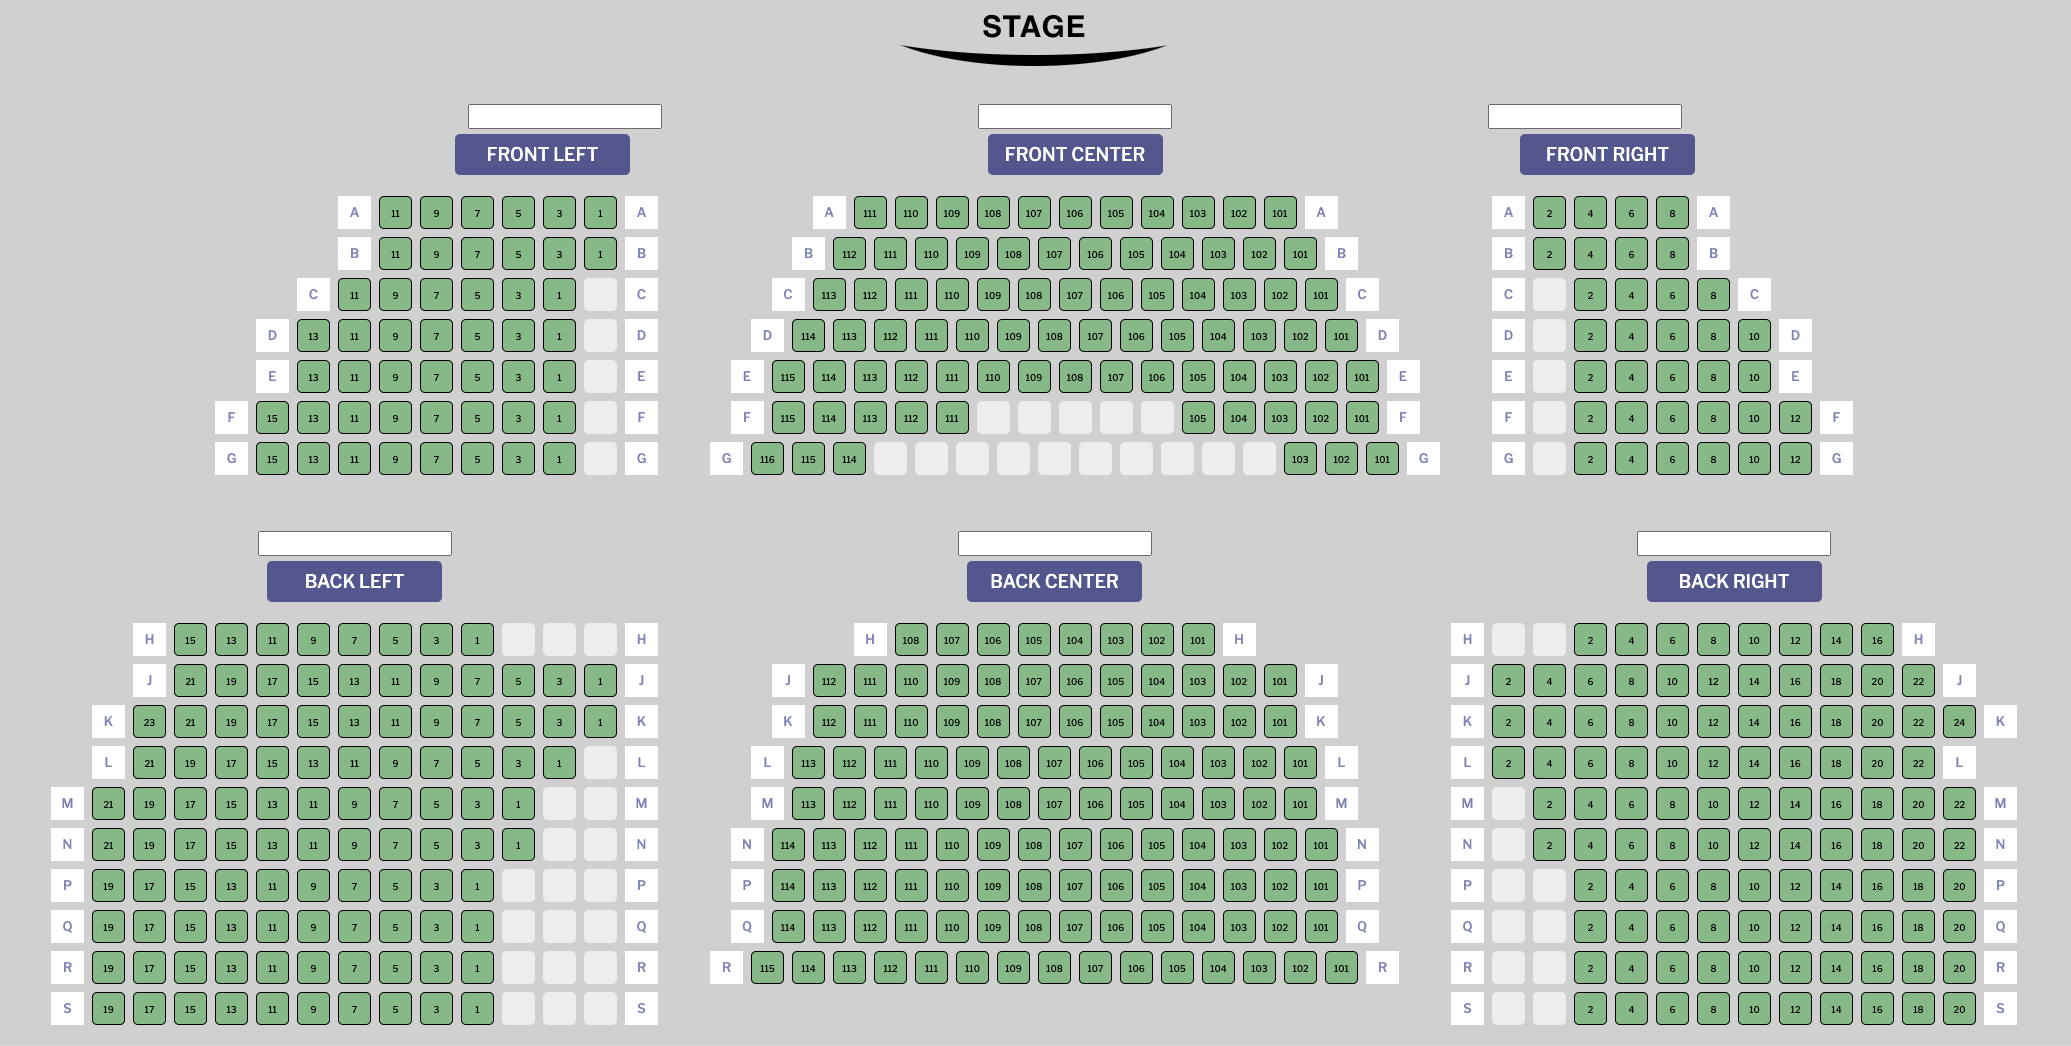 STAGE
FRONT LEFT FRONT CENTER FRONT RIGHT
A 11 9 7 5 3 1 A A 111 110 109 108 107 106 105 104 103 102 101 A A 2 4 6 8 A
B 11 9 7 5 3 1 B B 112 111 110 109 108 107 106 105 104 103 102 101 B B 2 4 6 8 B
C 11 9 7 5 3 1 C C 113 112 111 110 109 108 107 106 105 104 103 102 101 C C 2 4 6 8 C
D 13 11 9 7 5 3 1 D D 114 113 112 111 110 109 108 107 106 105 104 103 102 101 D D 2 4 6 8 10 D
E 13 11 9 7 5 3 1 E E 115 114 113 112 111 110 109 108 107 106 105 104 103 102 101 E E 2 4 6 8 10 E
F 15 13 11 9 7 5 3 1 F F 115 114 113 112 111 105 104 103 102 101 F F 2 4 6 8 10 12 F
G 15 13 11 9 7 5 3 1 G G 116 115 114 103 102 101 G G 2 4 6 8 10 12 G
BACK LEFT BACK CENTER BACK RIGHT
H 15 13 11 9 7 5 3 1 H H 108 107 106 105 104 103 102 101 H H 2 4 6 8 10 12 14 16 H
J 21 19 17 15 13 11 9 7 5 3 1 J J 112 111 110 109 108 107 106 105 104 103 102 101 J J 2 4 6 8 10 12 14 16 18 20 22 J
K 23 21 19 17 15 13 11 9 7 5 3 1 K K 112 111 110 109 108 107 106 105 104 103 102 101 K K 2 4 6 8 10 12 14 16 18 20 22 24 K
L 21 19 17 15 13 11 9 7 5 3 1 L L 113 112 111 110 109 108 107 106 105 104 103 102 101 L L 2 4 6 8 10 12 14 16 18 20 22 L
M 21 19 17 15 13 11 9 7 5 3 1 M M 113 112 111 110 109 108 107 106 105 104 103 102 101 M M 2 4 6 8 10 12 14 16 18 20 22 M
N 21 19 17 15 13 11 9 7 5 3 1 N N 114 113 112 111 110 109 108 107 106 105 104 103 102 101 N N 2 4 6 8 10 12 14 16 18 20 22 N
P 19 17 15 13 11 9 7 5 3 1 P P 114 113 112 111 110 109 108 107 106 105 104 103 102 101 P P 2 4 6 8 10 12 14 16 18 20 P
Q 19 17 15 13 11 9 7 5 3 1 Q Q 114 113 112 111 110 109 108 107 106 105 104 103 102 101 Q Q 2 4 6 8 10 12 14 16 18 20 Q
R 19 17 15 13 11 9 7 5 3 1 R R 115 114 113 112 111 110 109 108 107 106 105 104 103 102 101 R R 2 4 6 8 10 12 14 16 18 20 R
S 19 17 15 13 11 9 7 5 3 1 S S 2 4 6 8 10 12 14 16 18 20 S